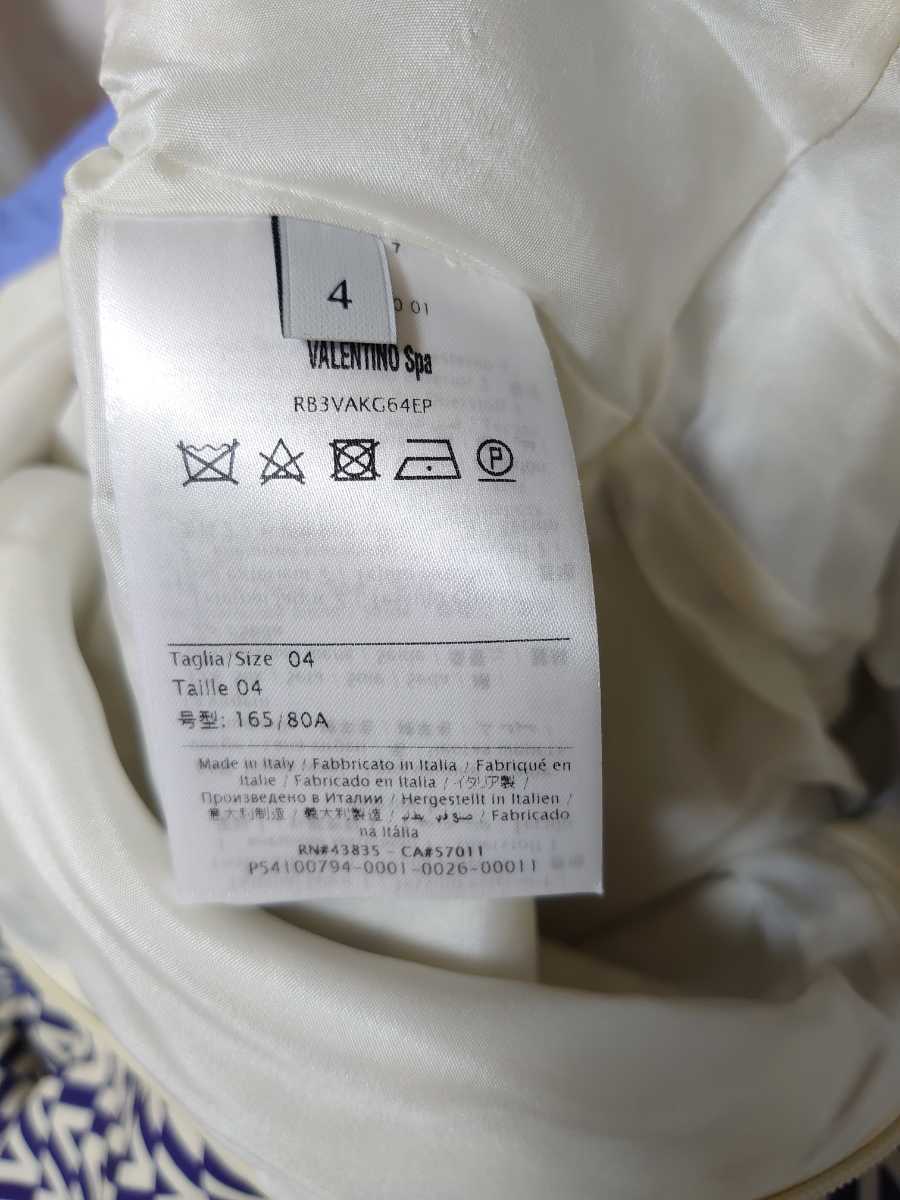 7
4
0 01
VALENTINO Spa
RB3VAKG64EP
P
Taglia/Size 04
Taille 04
号型: 165/80A
Made in Italy / Fabbricato in Italia / Fabriqué en
Italie / Fabricado en Italia / イタリア製 /
Произведено в Италии / Hergestellt in Italien /
意大利制造 / 義大利製造 / صنع في إيطاليا / Fabricado
na Itália
RN#43835 - CA#57011
P54100794-0001-0026-00011